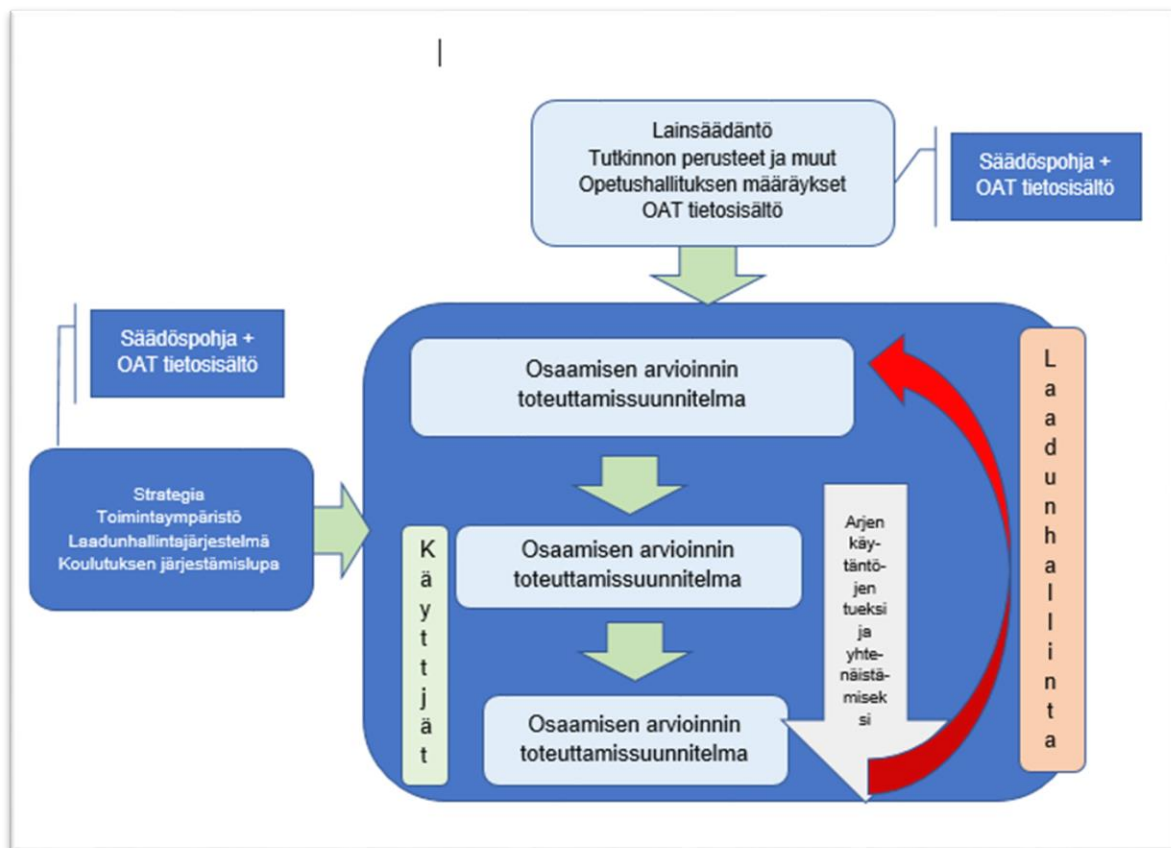 Lainsäädäntö
Tutkinnon perusteet ja muut
Opetushallituksen määräykset
OAT tietosisältö
Säädöspohja +
OAT tietosisältö
Säädöspohja +
OAT tietosisältö
Strategia
Toimintaympäristö
Laadunhallintajärjestelmä
Koulutuksen järjestämislupa
Osaamisen arvioinnin
toteuttamissuunnitelma
Osaamisen arvioinnin
toteuttamissuunnitelma
Osaamisen arvioinnin
toteuttamissuunnitelma
Käyttjät
Arjen
käy-
täntö-
jen
tueksi
ja
yhte-
näistä-
misek
si
Laadunhallinta